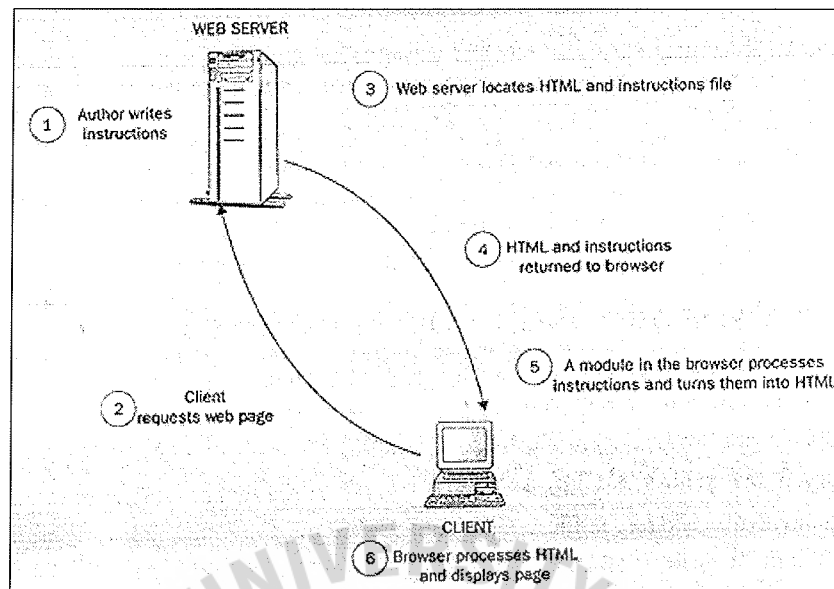 WEB SERVER
1
Author writes
instructions
3
Web server locates HTML and instructions file
4
HTML and instructions
returned to browser
5
A module in the browser processes
instructions and turns them into HTML
2
Client
requests web page
CLIENT
6
Browser processes HTML
and displays page
UNIVERSITY